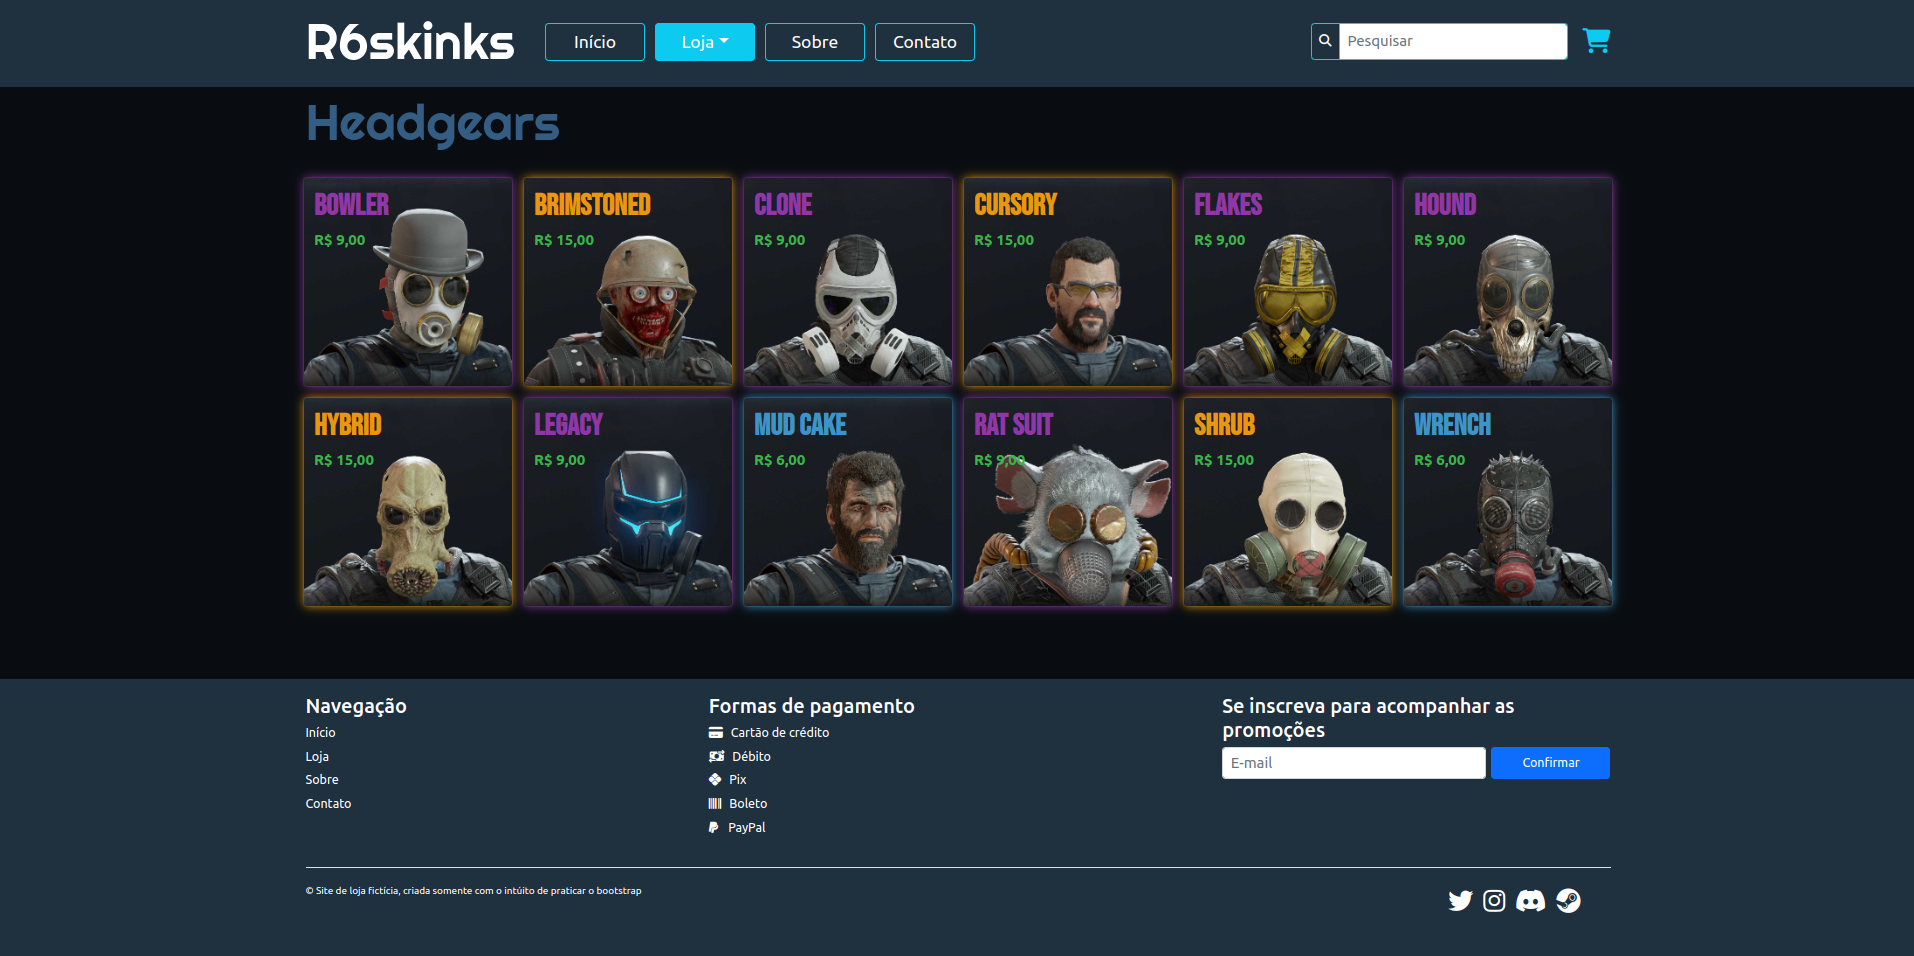 R6skinks
Início
Loja
Sobre
Contato
Pesquisar
Headgears
BOWLER
R$ 9,00
BRIMSTONED
R$ 15,00
CLONE
R$ 9,00
CURSORY
R$ 15,00
FLAKES
R$ 9,00
HOUND
R$ 9,00
HYBRID
R$ 15,00
LEGACY
R$ 9,00
MUD CAKE
R$ 6,00
RAT SUIT
R$ 9,00
SHRUB
R$ 15,00
WRENCH
R$ 6,00
Navegação
Início
Loja
Sobre
Contato
Formas de pagamento
Cartão de crédito
Débito
Pix
Boleto
PayPal
Se inscreva para acompanhar as
promoções
E-mail
Confirmar
© Site de loja fictícia, criada somente com o intúito de praticar o bootstrap